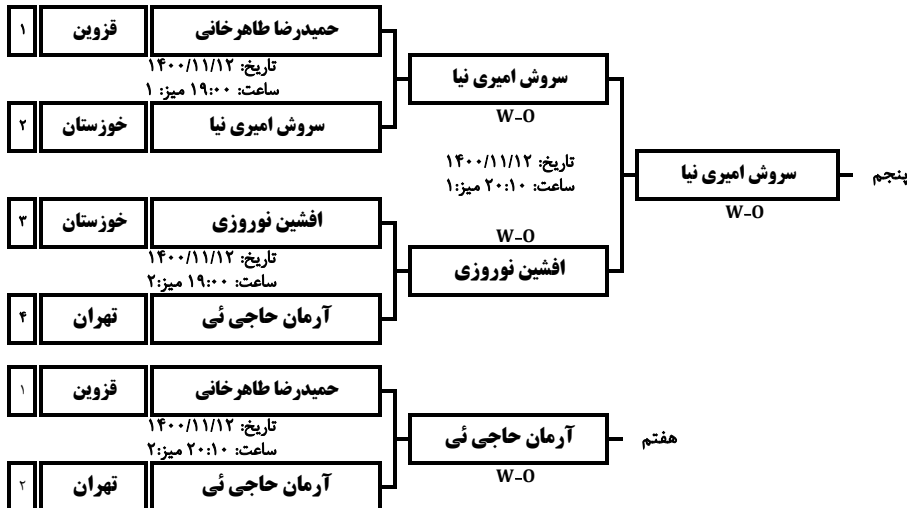 ۱ قزوین حمیدرضا طاهرخانی
تاریخ: ۱۴۰۰/۱۱/۱۲
ساعت: ۱۹:۰۰ میز: ۱
۲ خوزستان سروش امیری نیا
سروش امیری نیا
W-O
تاریخ: ۱۴۰۰/۱۱/۱۲
ساعت: ۲۰:۱۰ میز:۱
۳ خوزستان افشین نوروزی
تاریخ: ۱۴۰۰/۱۱/۱۲
ساعت: ۱۹:۰۰ میز:۲
۴ تهران آرمان حاجی ئی
W-O
افشین نوروزی
سروش امیری نیا
W-O
پنجم
۱ قزوین حمیدرضا طاهرخانی
تاریخ: ۱۴۰۰/۱۱/۱۲
ساعت: ۲۰:۱۰ میز:۲
۲ تهران آرمان حاجی ئی
آرمان حاجی ئی
W-O
هفتم